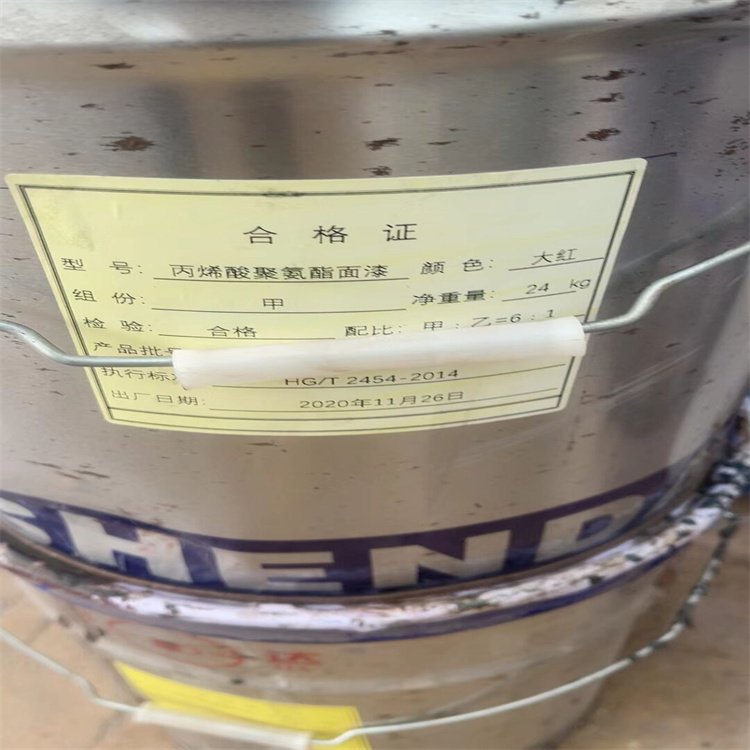 合格证
型 号: 丙烯酸聚氨酯面漆 颜 色: 大红
组 份: 甲 净重量: 24 kg
检 验: 合格 配比: 甲:乙=6:1
产品批
执行标 HG/T 2454-2014
出厂日期: 2020年11月26日
SHEND